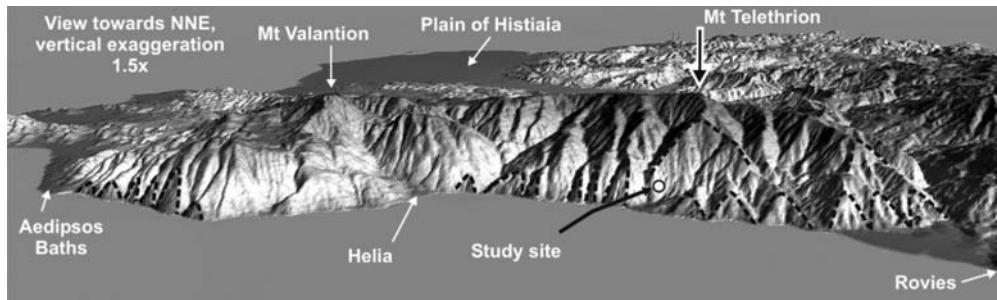 View towards NNE,
vertical exaggeration
1.5x
Mt Valantion
Plain of Histiaia
Mt Telethrion
Aedipsos
Baths
Helia
Study site
Rovies